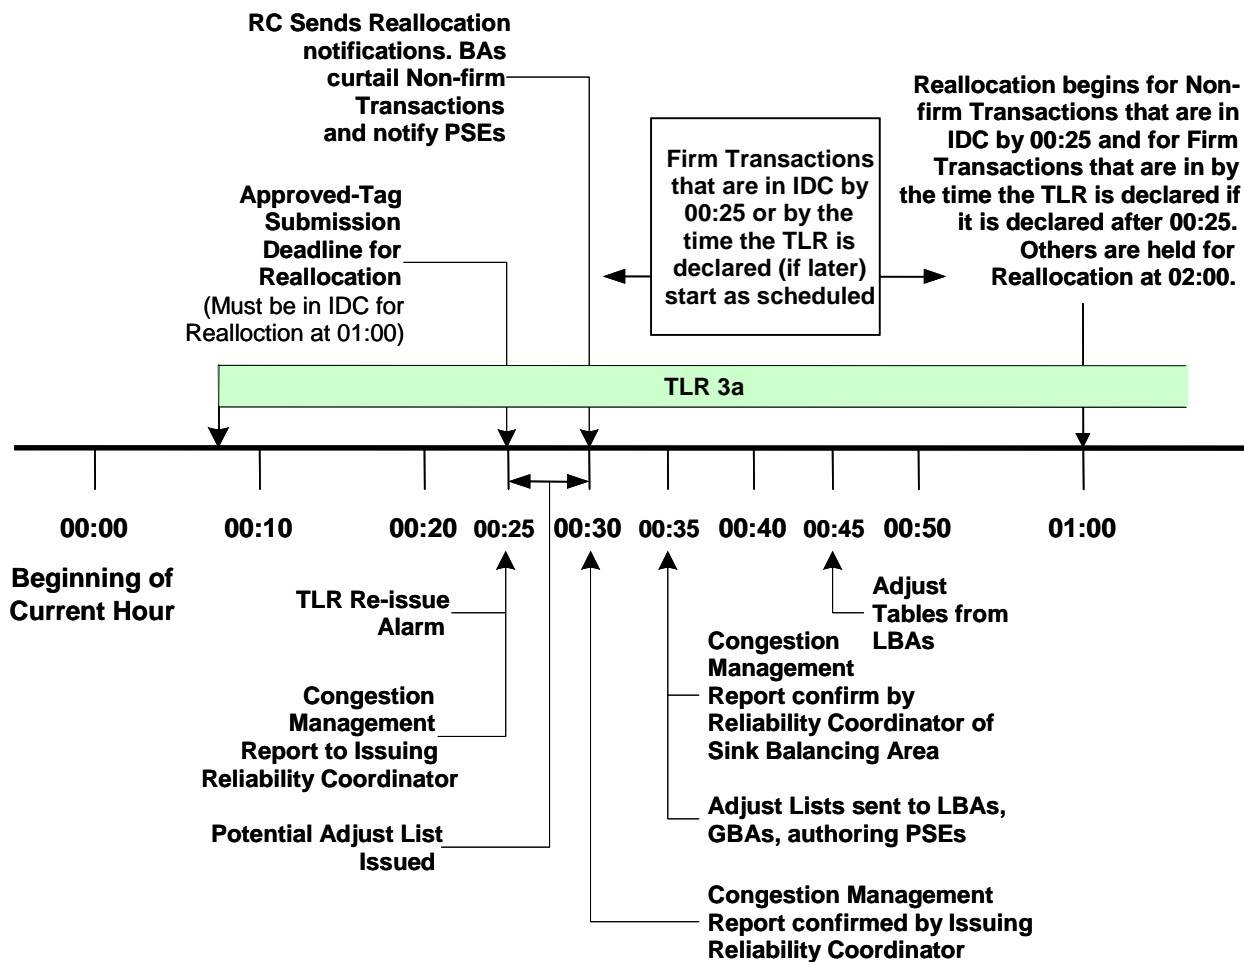 RC Sends Reallocation
notifications. BAs
curtail Non-firm
Transactions
and notify PSEs
Reallocation begins for Non-
firm Transactions that are in
IDC by 00:25 and for Firm
Transactions that are in by
the time the TLR is declared if
it is declared after 00:25.
Others are held for
Reallocation at 02:00.
Firm Transactions
that are in IDC by
00:25 or by the
time the TLR is
declared (if later)
start as scheduled
Approved-Tag
Submission
Deadline for
Reallocation
(Must be in IDC for
Realloction at 01:00)
TLR 3a
00:00
00:10
00:20
00:25
00:30
00:35
00:40
00:45
00:50
01:00
Beginning of
Current Hour
TLR Re-issue
Alarm
Adjust
Tables from
LBAs
Congestion
Management
Report to Issuing
Reliability Coordinator
Congestion
Management
Report confirm by
Reliability Coordinator of
Sink Balancing Area
Potential Adjust List
Issued
Adjust Lists sent to LBAs,
GBAs, authoring PSEs
Congestion Management
Report confirmed by Issuing
Reliability Coordinator